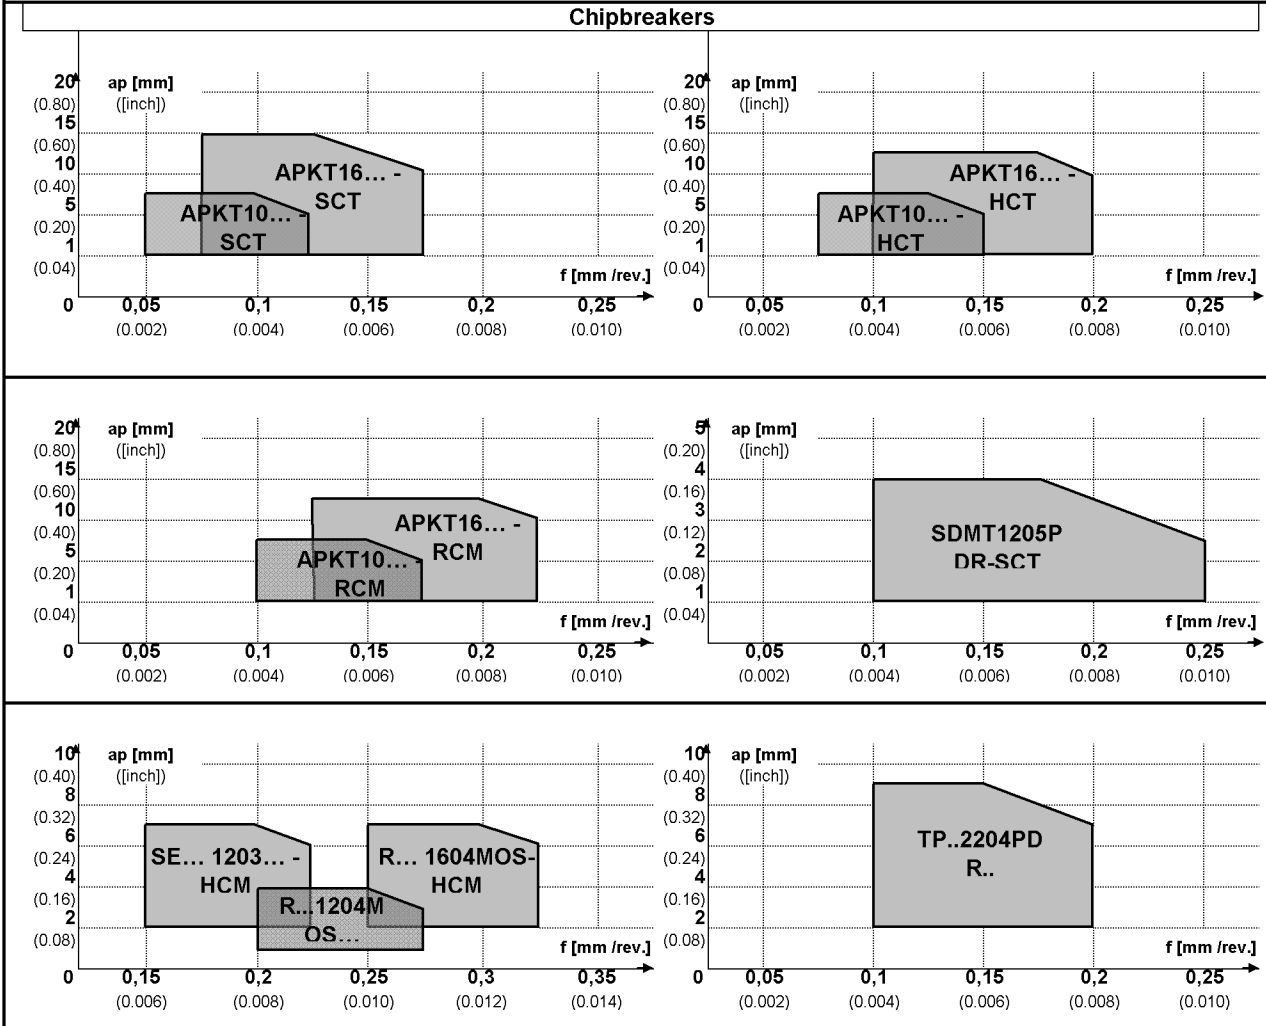 Chipbreakers
20
ap [mm]
(0.80)
([inch])
15
(0.60)
10
(0.40)
5
(0.20)
1
(0.04)
0
APKT16... -
SCT
APKT10... -
SCT
f [mm /rev.]
0,05 0,1 0,15 0,2 0,25
(0.002) (0.004) (0.006) (0.008) (0.010)
20
ap [mm]
(0.80)
([inch])
15
(0.60)
10
(0.40)
5
(0.20)
1
(0.04)
0
APKT16... -
HCT
APKT10... -
HCT
f [mm /rev.]
0,05 0,1 0,15 0,2 0,25
(0.002) (0.004) (0.006) (0.008) (0.010)
20
ap [mm]
(0.80)
([inch])
15
(0.60)
10
(0.40)
5
(0.20)
1
(0.04)
0
APKT16... -
RCM
APKT10... -
RCM
f [mm /rev.]
0,05 0,1 0,15 0,2 0,25
(0.002) (0.004) (0.006) (0.008) (0.010)
5
ap [mm]
(0.20)
([inch])
4
(0.16)
3
(0.12)
2
(0.08)
1
(0.04)
0
SDMT1205P
DR-SCT
f [mm /rev.]
0,05 0,1 0,15 0,2 0,25
(0.002) (0.004) (0.006) (0.008) (0.010)
10
ap [mm]
(0.40)
([inch])
8
(0.32)
6
(0.24)
4
(0.16)
2
(0.08)
0
SE... 1203... -
HCM
R... 1604MOS-
HCM
R...1204M
OS...
f [mm /rev.]
0,15 0,2 0,25 0,3 0,35
(0.006) (0.008) (0.010) (0.012) (0.014)
10
ap [mm]
(0.40)
([inch])
8
(0.32)
6
(0.24)
4
(0.16)
2
(0.08)
0
TP..2204PD
R..
f [mm /rev.]
0,05 0,1 0,15 0,2 0,25
(0.002) (0.004) (0.006) (0.008) (0.010)